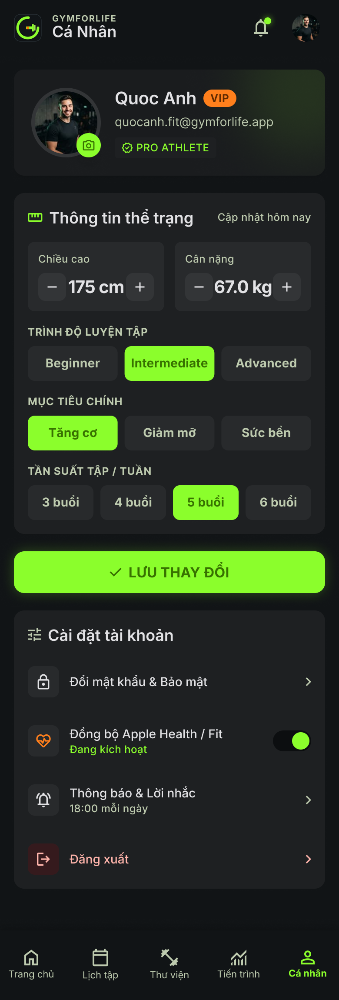 GYMFORLIFE
Cá Nhân
Quoc Anh VIP
quocanh.fit@gymforlife.app
PRO ATHLETE
Thông tin thể trạng Cập nhật hôm nay
Chiều cao Cân nặng
− 175 cm + − 67.0 kg +
TRÌNH ĐỘ LUYỆN TẬP
Beginner Intermediate Advanced
MỤC TIÊU CHÍNH
Tăng cơ Giảm mỡ Sức bền
TẦN SUẤT TẬP / TUẦN
3 buổi 4 buổi 5 buổi 6 buổi
LƯU THAY ĐỔI
Cài đặt tài khoản
Đổi mật khẩu & Bảo mật
Đồng bộ Apple Health / Fit
Đang kích hoạt
Thông báo & Lời nhắc
18:00 mỗi ngày
Đăng xuất
Trang chủ Lịch tập Thư viện Tiến trình Cá nhân